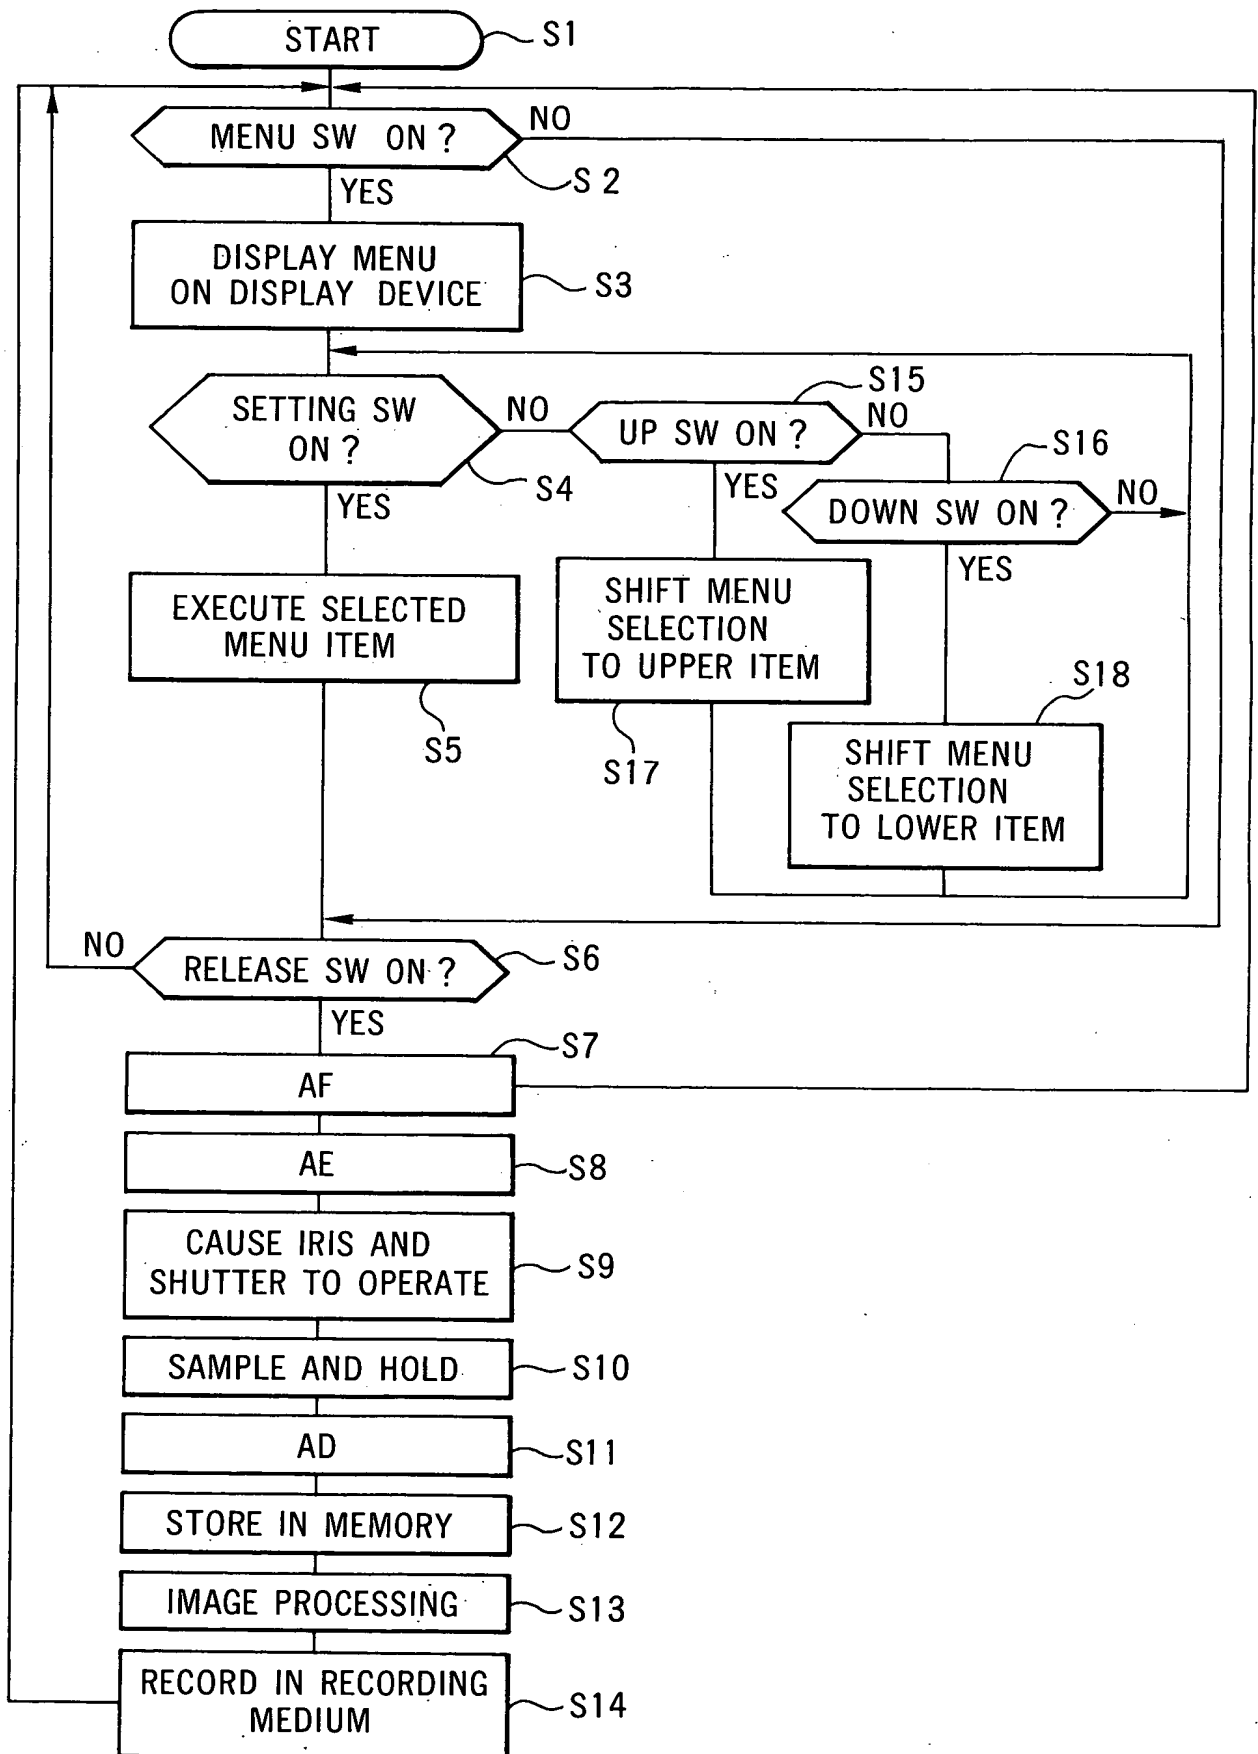 START
S1
MENU SW ON ?
NO
S2
YES
DISPLAY MENU
ON DISPLAY DEVICE
S3
SETTING SW
ON ?
NO
S4
YES
UP SW ON ?
S15
NO
YES
DOWN SW ON ?
S16
NO
YES
EXECUTE SELECTED
MENU ITEM
S5
SHIFT MENU
SELECTION
TO UPPER ITEM
S17
SHIFT MENU
SELECTION
TO LOWER ITEM
S18
RELEASE SW ON ?
NO
S6
YES
AF
S7
AE
S8
CAUSE IRIS AND
SHUTTER TO OPERATE
S9
SAMPLE AND HOLD
S10
AD
S11
STORE IN MEMORY
S12
IMAGE PROCESSING
S13
RECORD IN RECORDING
MEDIUM
S14